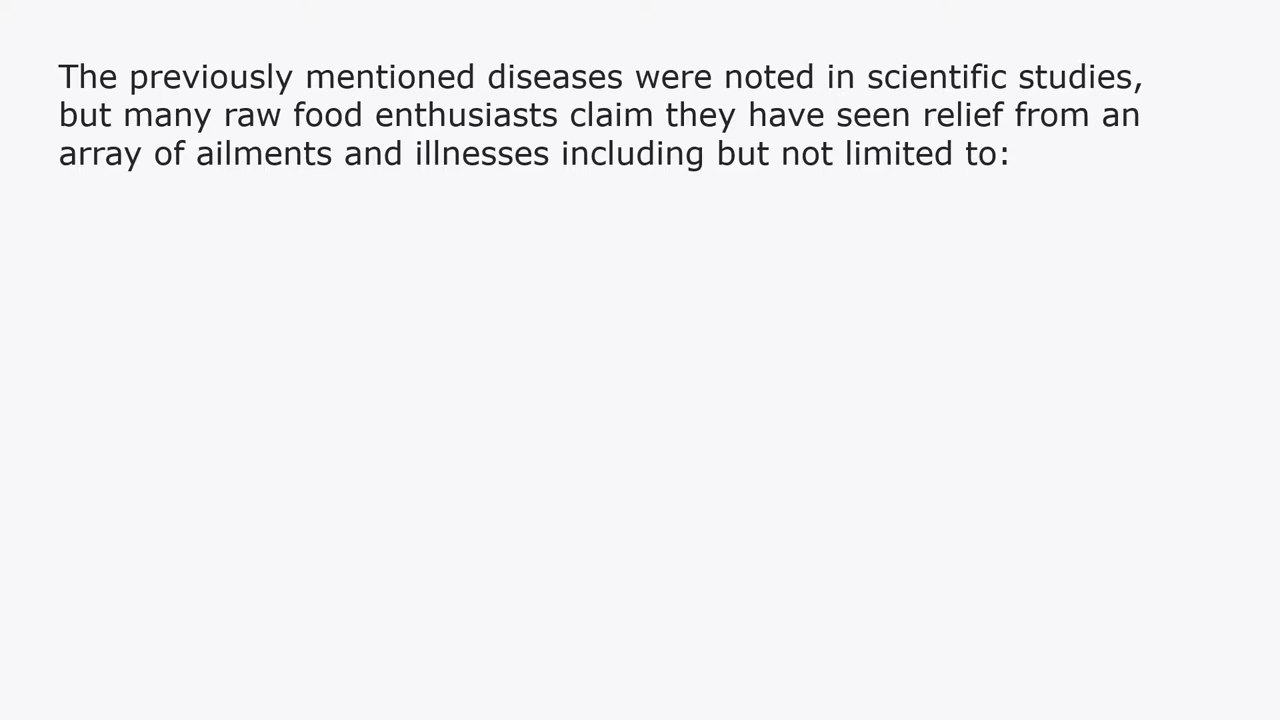 The previously mentioned diseases were noted in scientific studies,
but many raw food enthusiasts claim they have seen relief from an
array of ailments and illnesses including but not limited to: